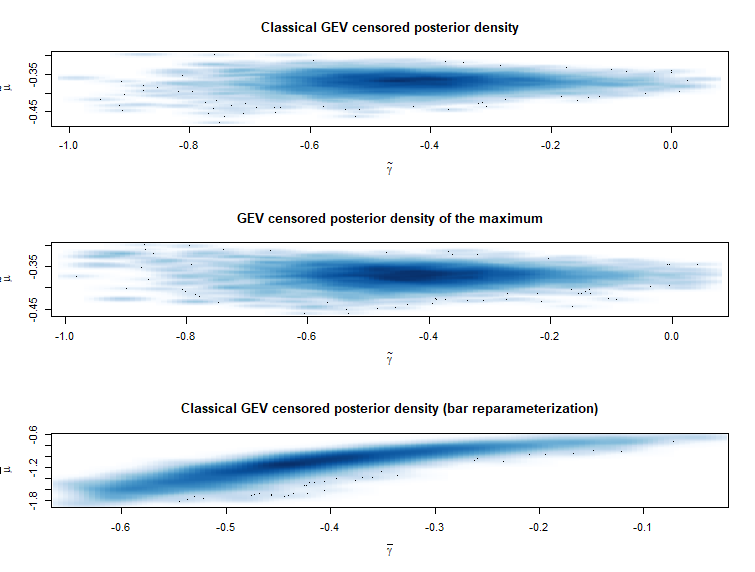 Classical GEV censored posterior density
-0.35
-0.45
μ̃
-1.0 -0.8 -0.6 -0.4 -0.2 0.0
γ̃
GEV censored posterior density of the maximum
-0.35
-0.45
μ̃
-1.0 -0.8 -0.6 -0.4 -0.2 0.0
γ̃
Classical GEV censored posterior density (bar reparameterization)
-0.6
-1.2
-1.8
μ̄
-0.6 -0.5 -0.4 -0.3 -0.2 -0.1
γ̄